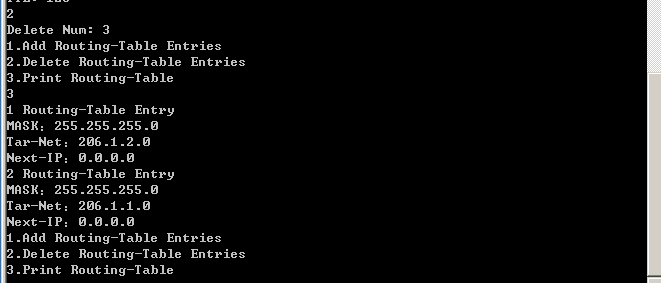 2
Delete Num: 3
1.Add Routing-Table Entries
2.Delete Routing-Table Entries
3.Print Routing-Table
3
1 Routing-Table Entry
MASK：255.255.255.0
Tar-Net：206.1.2.0
Next-IP：0.0.0.0
2 Routing-Table Entry
MASK：255.255.255.0
Tar-Net：206.1.1.0
Next-IP：0.0.0.0
1.Add Routing-Table Entries
2.Delete Routing-Table Entries
3.Print Routing-Table